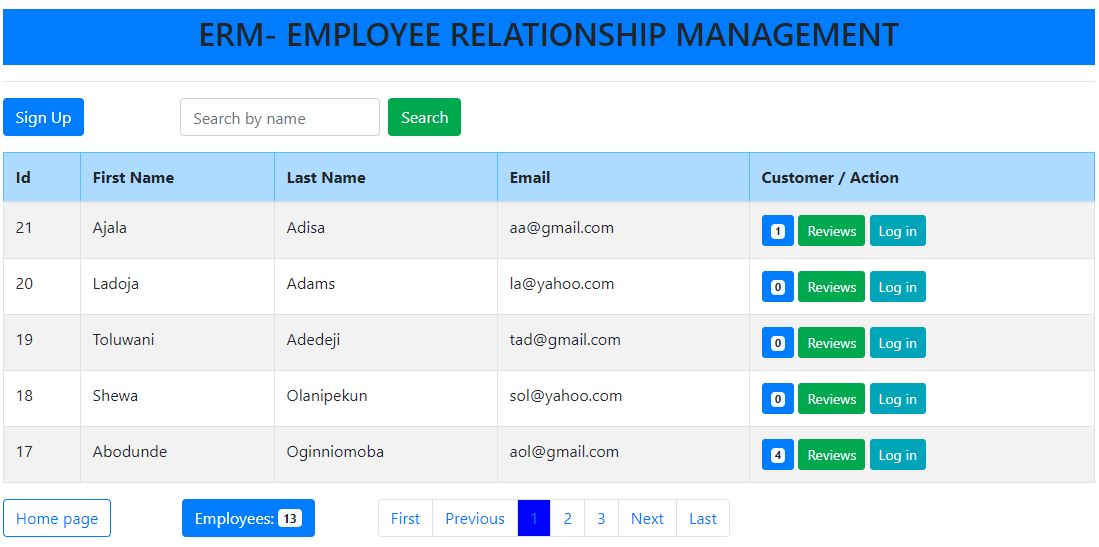 ERM- EMPLOYEE RELATIONSHIP MANAGEMENT
Sign Up Search by name Search
Id First Name Last Name Email Customer / Action
21 Ajala Adisa aa@gmail.com 1 Reviews Log in
20 Ladoja Adams la@yahoo.com 0 Reviews Log in
19 Toluwani Adedeji tad@gmail.com 0 Reviews Log in
18 Shewa Olanipekun sol@yahoo.com 0 Reviews Log in
17 Abodunde Oginniomoba aol@gmail.com 4 Reviews Log in
Home page Employees: 13 First Previous 1 2 3 Next Last